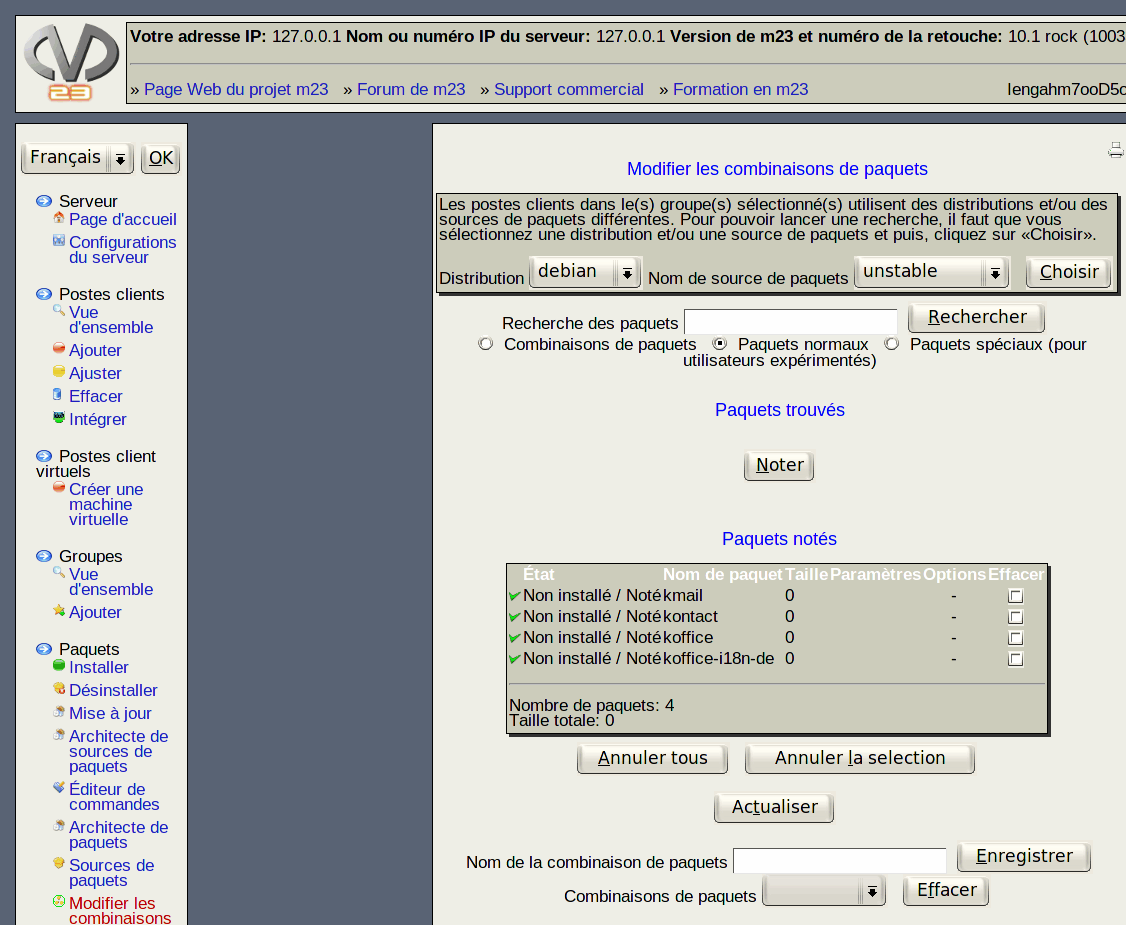 Votre adresse IP: 127.0.0.1 Nom ou numéro IP du serveur: 127.0.0.1 Version de m23 et numéro de la retouche: 10.1 rock (1003
23
» Page Web du projet m23 » Forum de m23 » Support commercial » Formation en m23
Français OK
Serveur
Page d'accueil
Configurations
du serveur
Postes clients
Vue
d'ensemble
Ajouter
Ajuster
Effacer
Intégrer
Postes client
virtuels
Créer une
machine
virtuelle
Groupes
Vue
d'ensemble
Ajouter
Paquets
Installer
Désinstaller
Mise à jour
Architecte de
sources de
paquets
Éditeur de
commandes
Architecte de
paquets
Sources de
paquets
Modifier les
combinaisons
Modifier les combinaisons de paquets
Les postes clients dans le(s) groupe(s) sélectionné(s) utilisent des distributions et/ou des
sources de paquets différentes. Pour pouvoir lancer une recherche, il faut que vous
sélectionnez une distribution et/ou une source de paquets et puis, cliquez sur «Choisir».
Distribution debian Nom de source de paquets unstable Choisir
Recherche des paquets Rechercher
Combinaisons de paquets Paquets normaux Paquets spéciaux (pour
utilisateurs expérimentés)
Paquets trouvés
Noter
Paquets notés
État Nom de paquet Taille Paramètres Options Effacer
Non installé / Noté kmail 0 -
Non installé / Noté kontact 0 -
Non installé / Noté koffice 0 -
Non installé / Noté koffice-i18n-de 0 -
Nombre de paquets: 4
Taille totale: 0
Annuler tous Annuler la selection
Actualiser
Nom de la combinaison de paquets Enregistrer
Combinaisons de paquets Effacer